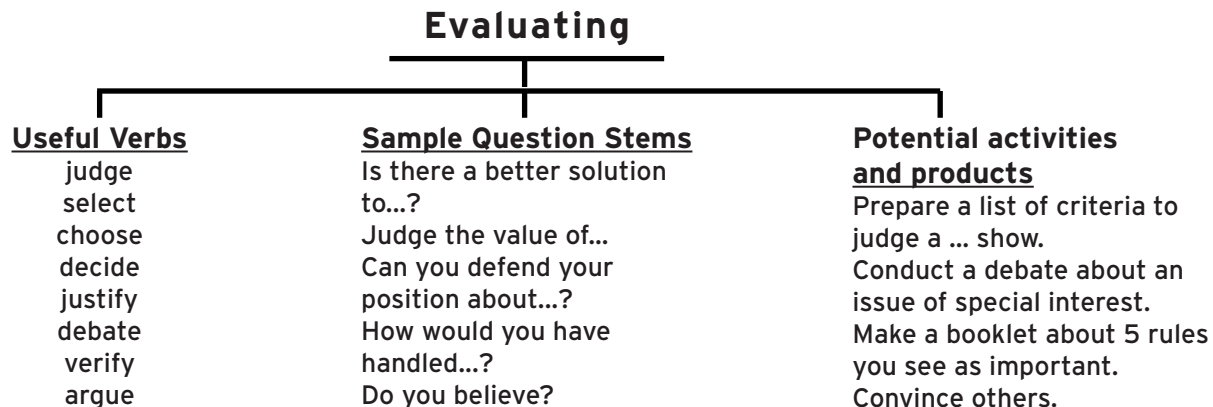 Evaluating
Useful Verbs
judge
select
choose
decide
justify
debate
verify
argue
Sample Question Stems
Is there a better solution
to...?
Judge the value of...
Can you defend your
position about...?
How would you have
handled...?
Do you believe?
Potential activities
and products
Prepare a list of criteria to
judge a ... show.
Conduct a debate about an
issue of special interest.
Make a booklet about 5 rules
you see as important.
Convince others.